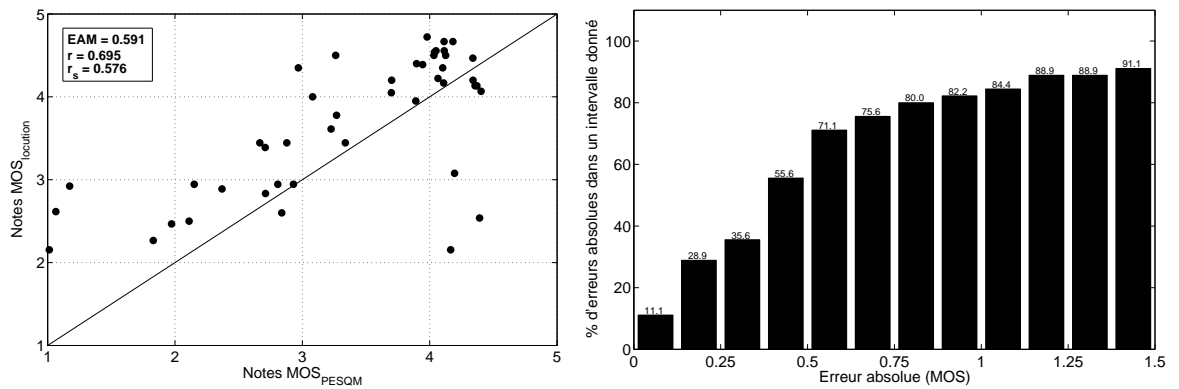 EAM = 0.591
r = 0.695
r_s = 0.576
5
4
3
2
1
Notes MOS_locution
1 2 3 4 5
Notes MOS_PESQM
100
80
60
40
20
0
% d'erreurs absolues dans un intervalle donné
11.1 28.9 35.6 55.6 71.1 75.6 80.0 82.2 84.4 88.9 88.9 91.1
0 0.25 0.5 0.75 1 1.25 1.5
Erreur absolue (MOS)